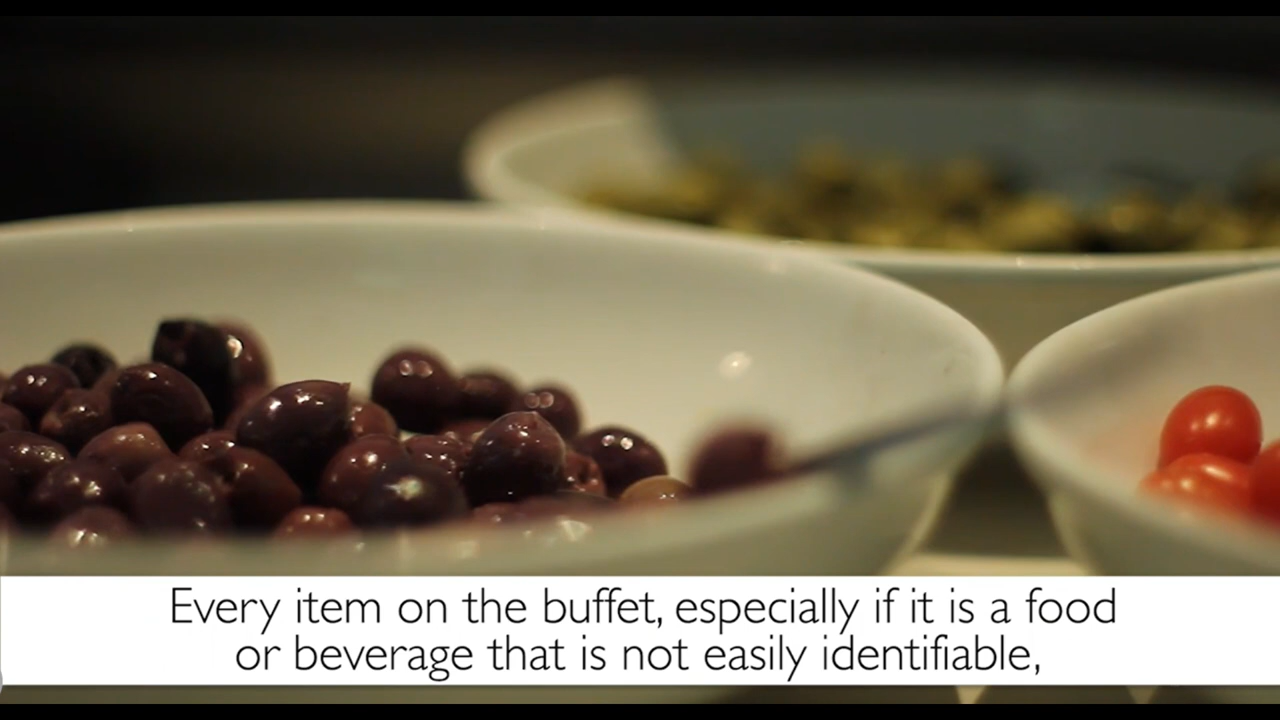 Every item on the buffet, especially if it is a food
or beverage that is not easily identifiable,